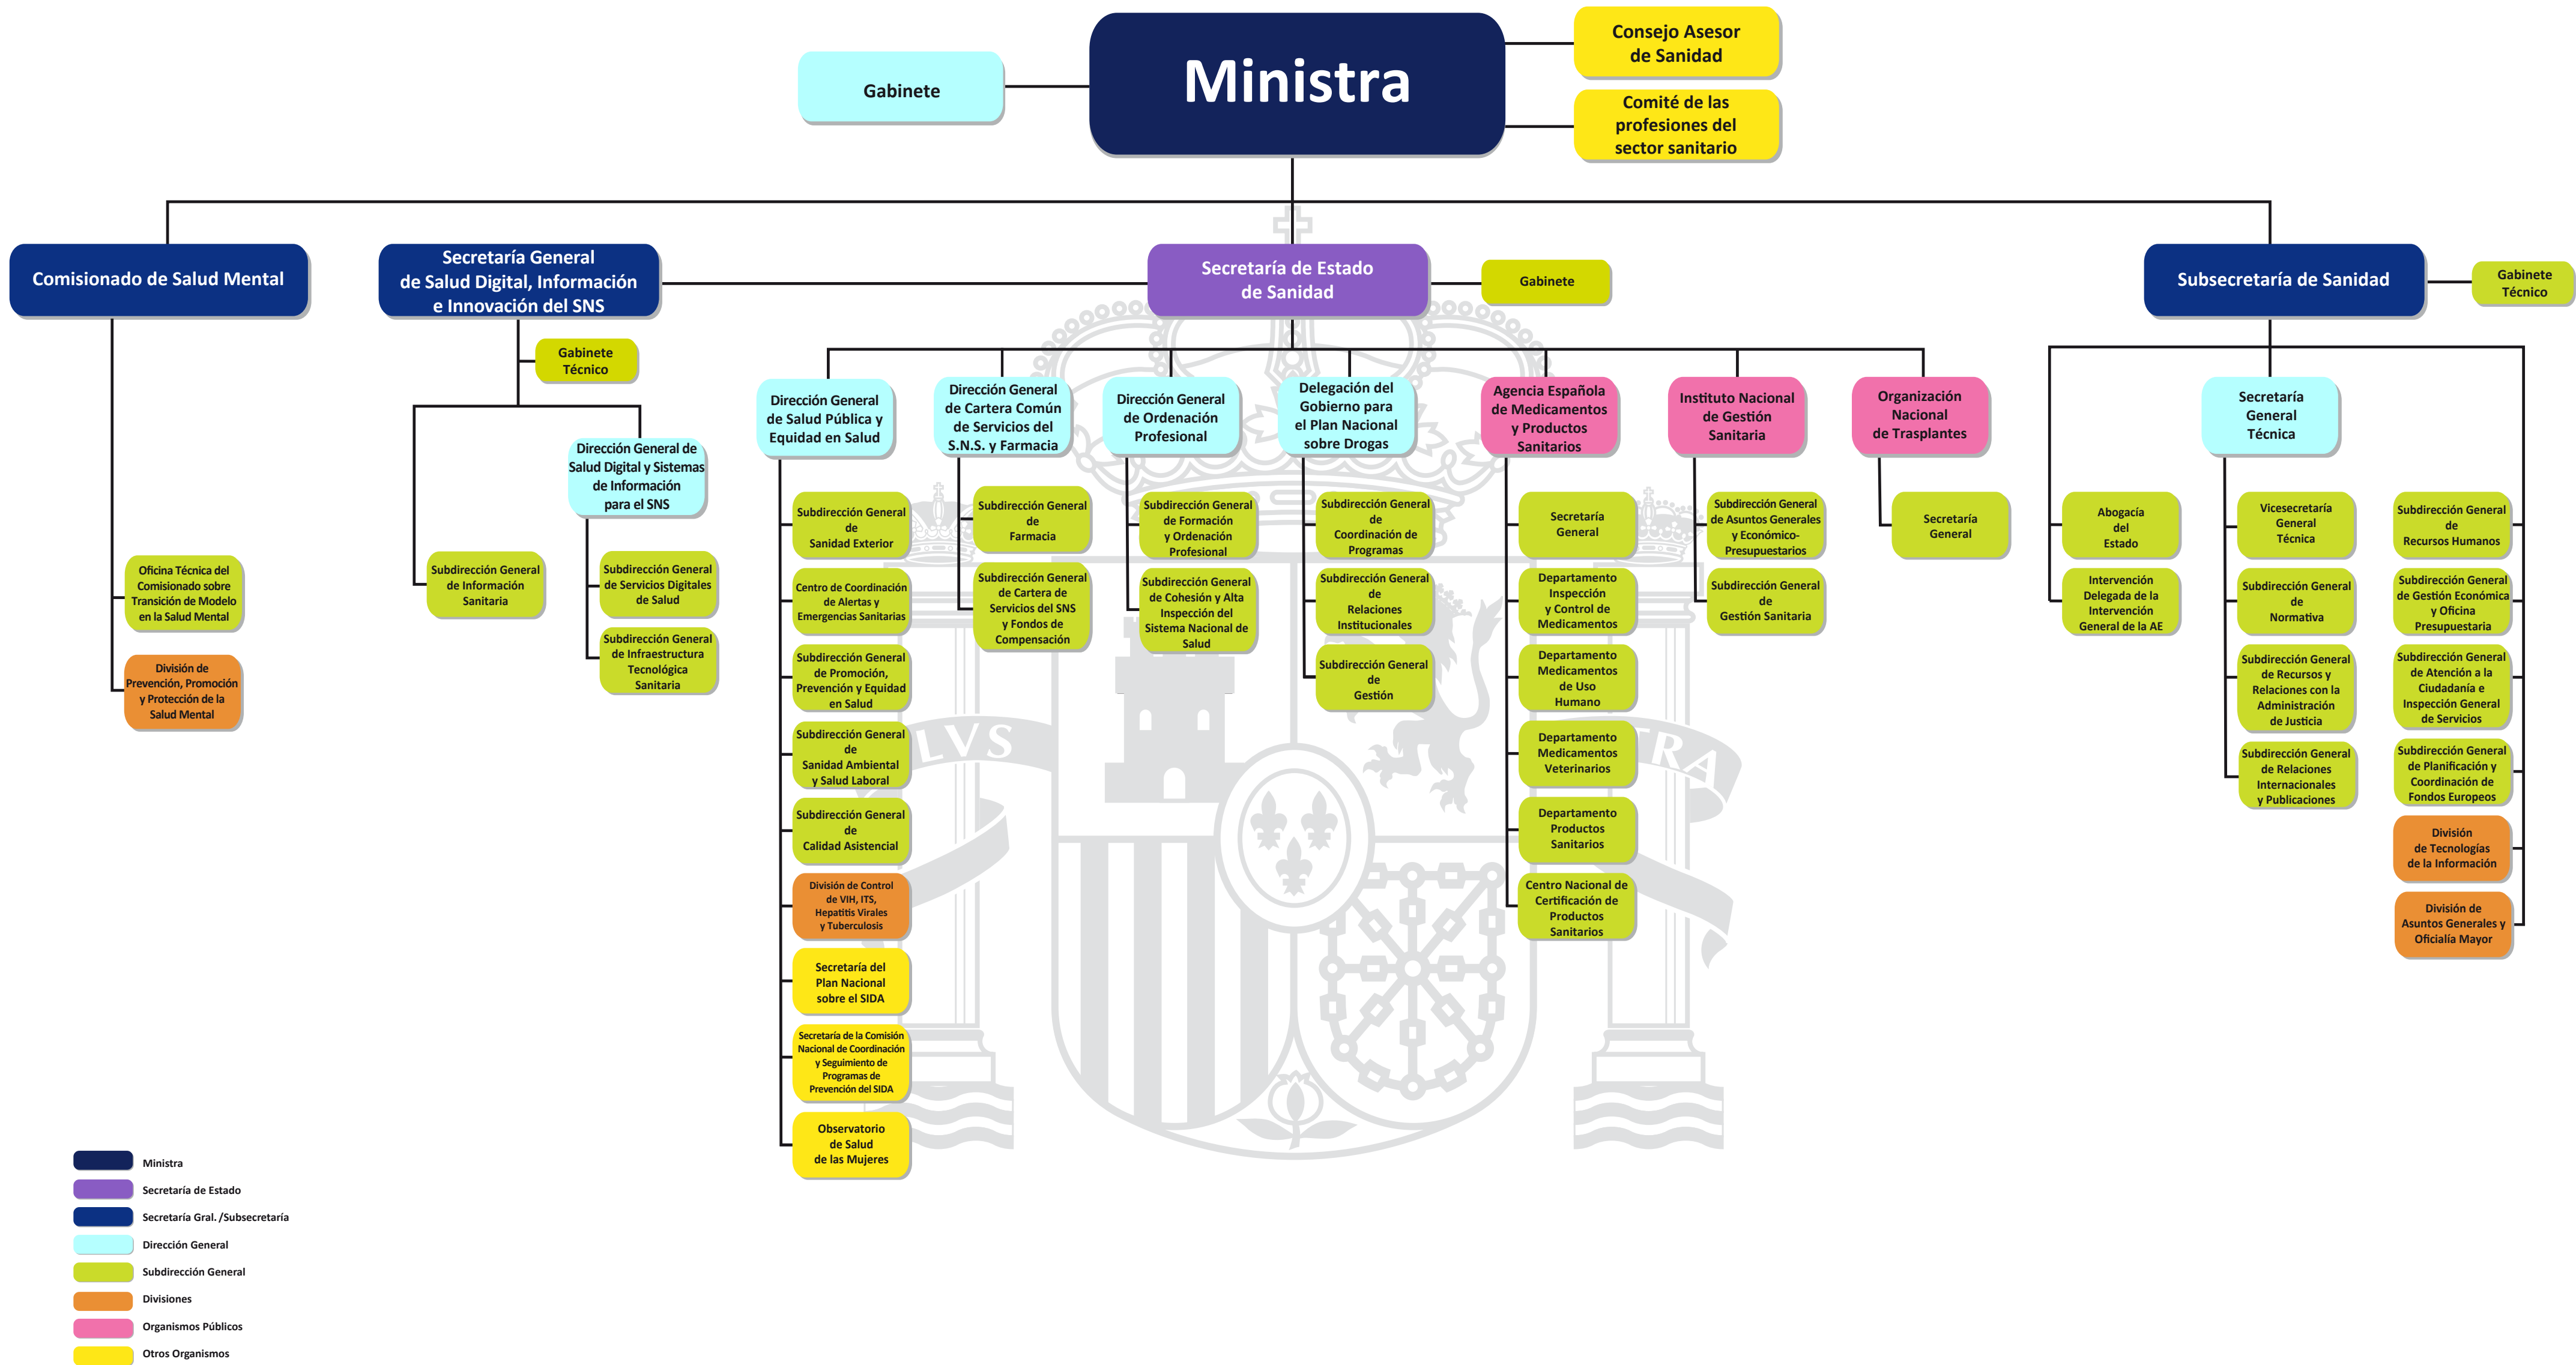 Ministra
Gabinete
Consejo Asesor
de Sanidad
Comité de las
profesiones del
sector sanitario
Comisionado de Salud Mental
Secretaría General
de Salud Digital, Información
e Innovación del SNS
Secretaría de Estado
de Sanidad
Gabinete
Subsecretaría de Sanidad
Gabinete
Técnico
Oficina Técnica del
Comisionado sobre
Transición de Modelo
en la Salud Mental
División de
Prevención, Promoción
y Protección de la
Salud Mental
Gabinete
Técnico
Subdirección General
de Información
Sanitaria
Dirección General de
Salud Digital y Sistemas
de Información
para el SNS
Subdirección General
de Servicios Digitales
de Salud
Subdirección General
de Infraestructura
Tecnológica
Sanitaria
Dirección General
de Salud Pública y
Equidad en Salud
Subdirección General
de
Sanidad Exterior
Centro de Coordinación
de Alertas y
Emergencias Sanitarias
Subdirección General
de Promoción,
Prevención y Equidad
en Salud
Subdirección General
de
Sanidad Ambiental
y Salud Laboral
Subdirección General
de
Calidad Asistencial
División de Control
de VIH, ITS,
Hepatitis Virales
y Tuberculosis
Secretaría del
Plan Nacional
sobre el SIDA
Secretaría de la Comisión
Nacional de Coordinación
y Seguimiento de
Programas de
Prevención del SIDA
Observatorio
de Salud
de las Mujeres
Dirección General
de Cartera Común
de Servicios del
S.N.S. y Farmacia
Subdirección General
de
Farmacia
Subdirección General
de Cartera de
Servicios del SNS
y Fondos de
Compensación
Dirección General
de Ordenación
Profesional
Subdirección General
de Formación
y Ordenación
Profesional
Subdirección General
de Cohesión y Alta
Inspección del
Sistema Nacional de
Salud
Delegación del
Gobierno para
el Plan Nacional
sobre Drogas
Subdirección General
de
Coordinación de
Programas
Subdirección General
de
Relaciones
Institucionales
Subdirección General
de
Gestión
Agencia Española
de Medicamentos
y Productos
Sanitarios
Secretaría
General
Departamento
Inspección
y Control de
Medicamentos
Departamento
Medicamentos
de Uso
Humano
Departamento
Medicamentos
Veterinarios
Departamento
Productos
Sanitarios
Centro Nacional de
Certificación de
Productos
Sanitarios
Instituto Nacional
de Gestión
Sanitaria
Subdirección General
de Asuntos Generales
y Económico-
Presupuestarios
Subdirección General
de
Gestión Sanitaria
Organización
Nacional
de Trasplantes
Secretaría
General
Abogacía
del
Estado
Intervención
Delegada de la
Intervención
General de la AE
Secretaría
General
Técnica
Vicesecretaría
General
Técnica
Subdirección General
de
Normativa
Subdirección General
de Recursos y
Relaciones con la
Administración
de Justicia
Subdirección General
de Relaciones
Internacionales
y Publicaciones
Subdirección General
de
Recursos Humanos
Subdirección General
de Gestión Económica
y Oficina
Presupuestaria
Subdirección General
de Atención a la
Ciudadanía e
Inspección General
de Servicios
Subdirección General
de Planificación y
Coordinación de
Fondos Europeos
División
de Tecnologías
de la Información
División de
Asuntos Generales y
Oficialía Mayor
LVS
TRA
Ministra
Secretaría de Estado
Secretaría Gral./Subsecretaría
Dirección General
Subdirección General
Divisiones
Organismos Públicos
Otros Organismos